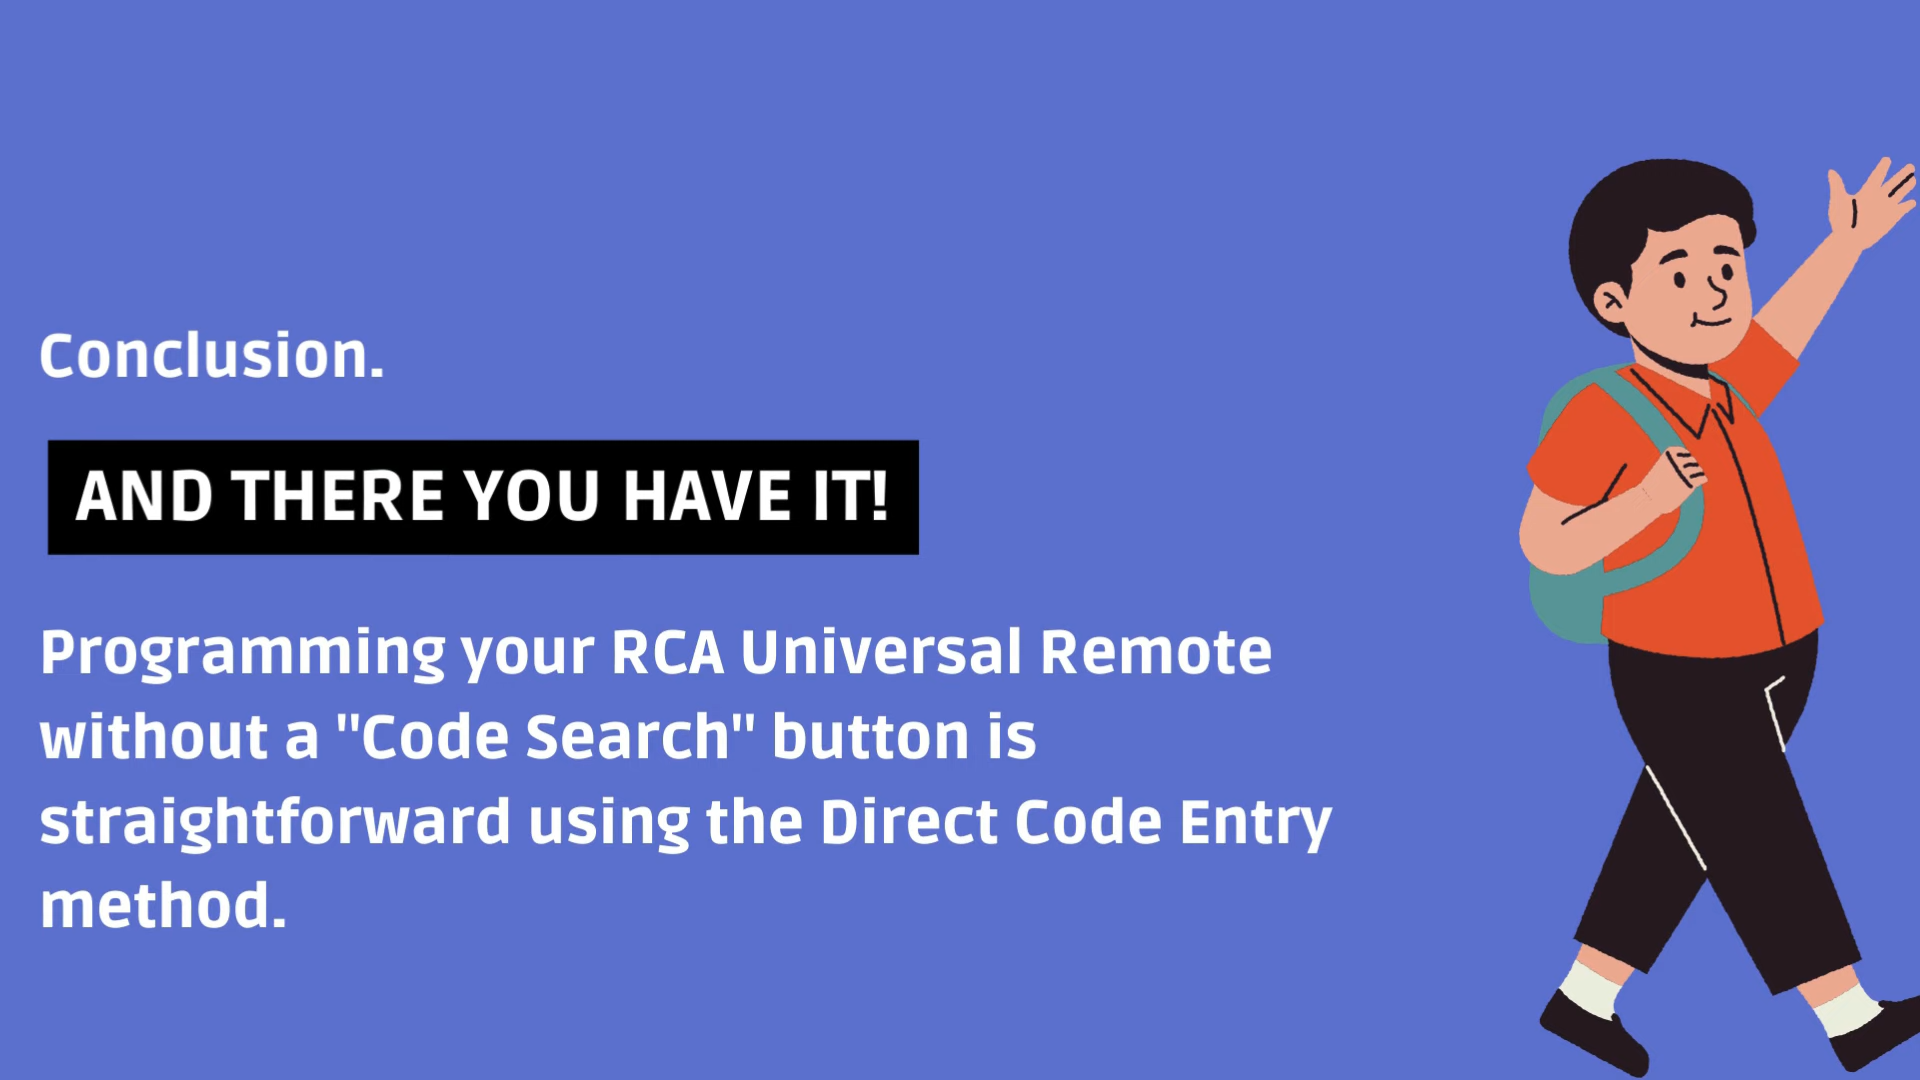 Conclusion.
AND THERE YOU HAVE IT!
Programming your RCA Universal Remote
without a "Code Search" button is
straightforward using the Direct Code Entry
method.